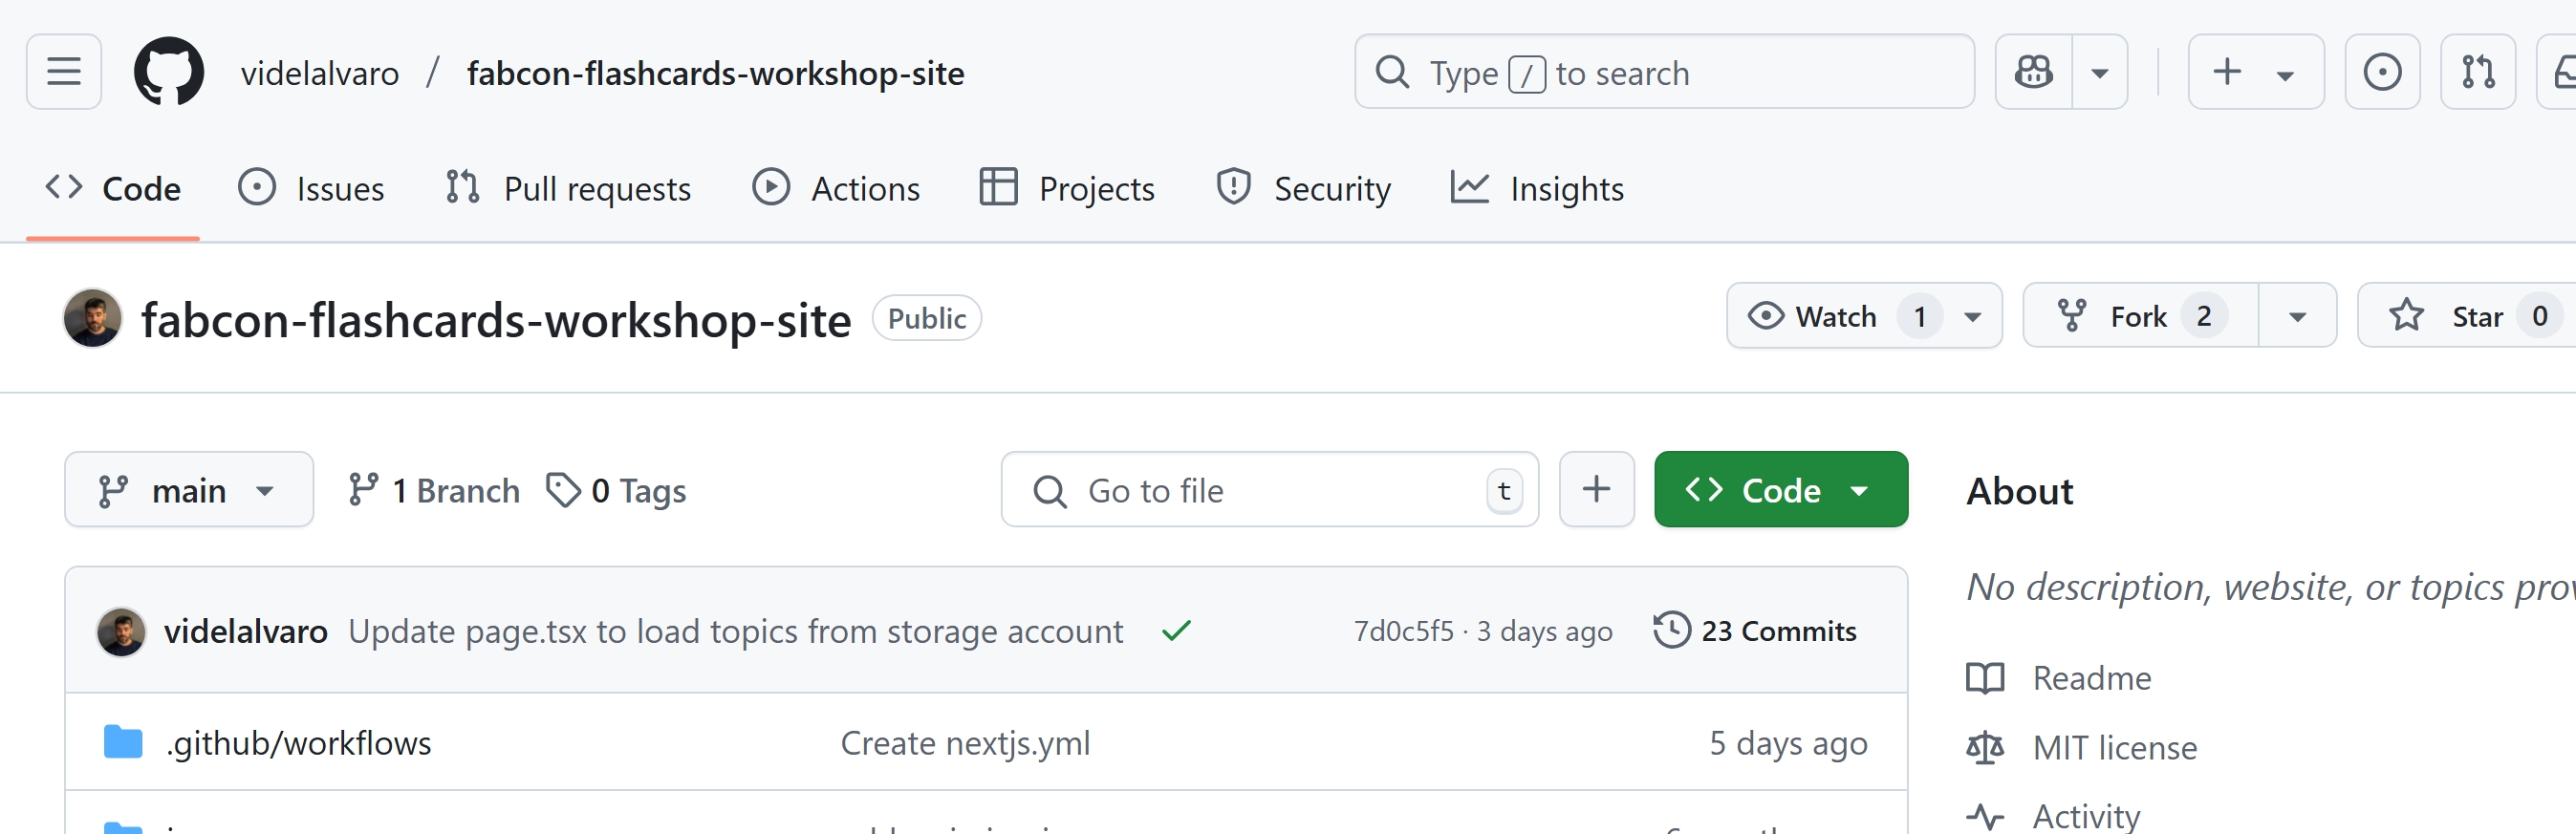 videlalvaro / fabcon-flashcards-workshop-site
Type / to search
Code Issues Pull requests Actions Projects Security Insights
fabcon-flashcards-workshop-site Public
Watch 1 Fork 2 Star 0
main 1 Branch 0 Tags
Go to file t
Code
About
No description, website, or topics
videlalvaro Update page.tsx to load topics from storage account
7d0c5f5 · 3 days ago 23 Commits
Readme
.github/workflows Create nextjs.yml 5 days ago
MIT license
Activity